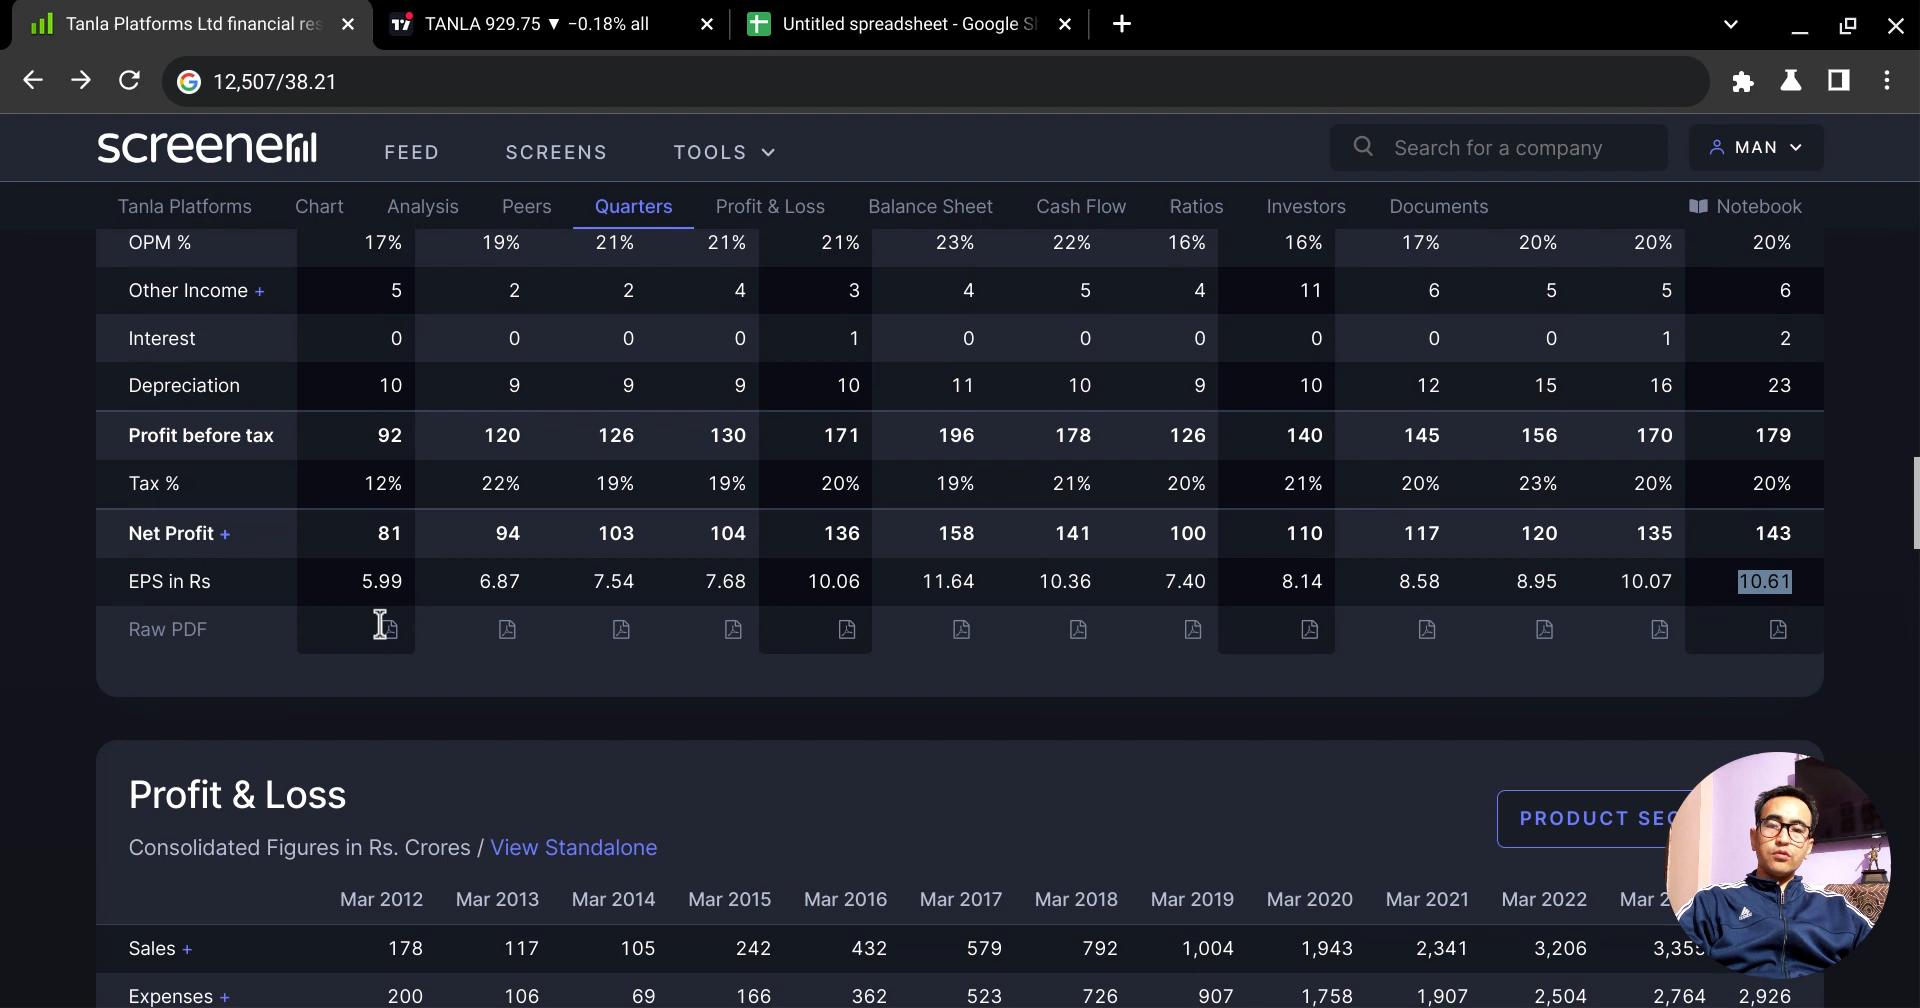 Tanla Platforms Ltd financial res
TANLA 929.75 ▼ −0.18% all
Untitled spreadsheet - Google Sh
12,507/38.21
screener
FEED SCREENS TOOLS
Search for a company
MAN
Tanla Platforms Chart Analysis Peers Quarters Profit & Loss Balance Sheet Cash Flow Ratios Investors Documents Notebook
OPM % 17% 19% 21% 21% 21% 23% 22% 16% 16% 17% 20% 20% 20%
Other Income + 5 2 2 4 3 4 5 4 11 6 5 5 6
Interest 0 0 0 0 1 0 0 0 0 0 0 1 2
Depreciation 10 9 9 9 10 11 10 9 10 12 15 16 23
Profit before tax 92 120 126 130 171 196 178 126 140 145 156 170 179
Tax % 12% 22% 19% 19% 20% 19% 21% 20% 21% 20% 23% 20% 20%
Net Profit + 81 94 103 104 136 158 141 100 110 117 120 135 143
EPS in Rs 5.99 6.87 7.54 7.68 10.06 11.64 10.36 7.40 8.14 8.58 8.95 10.07 10.61
Raw PDF
Profit & Loss
PRODUCT SEG
Consolidated Figures in Rs. Crores / View Standalone
Mar 2012 Mar 2013 Mar 2014 Mar 2015 Mar 2016 Mar 2017 Mar 2018 Mar 2019 Mar 2020 Mar 2021 Mar 2022 Mar 2
Sales + 178 117 105 242 432 579 792 1,004 1,943 2,341 3,206 3,355
Expenses + 200 106 69 166 362 523 726 907 1,758 1,907 2,504 2,764 2,926